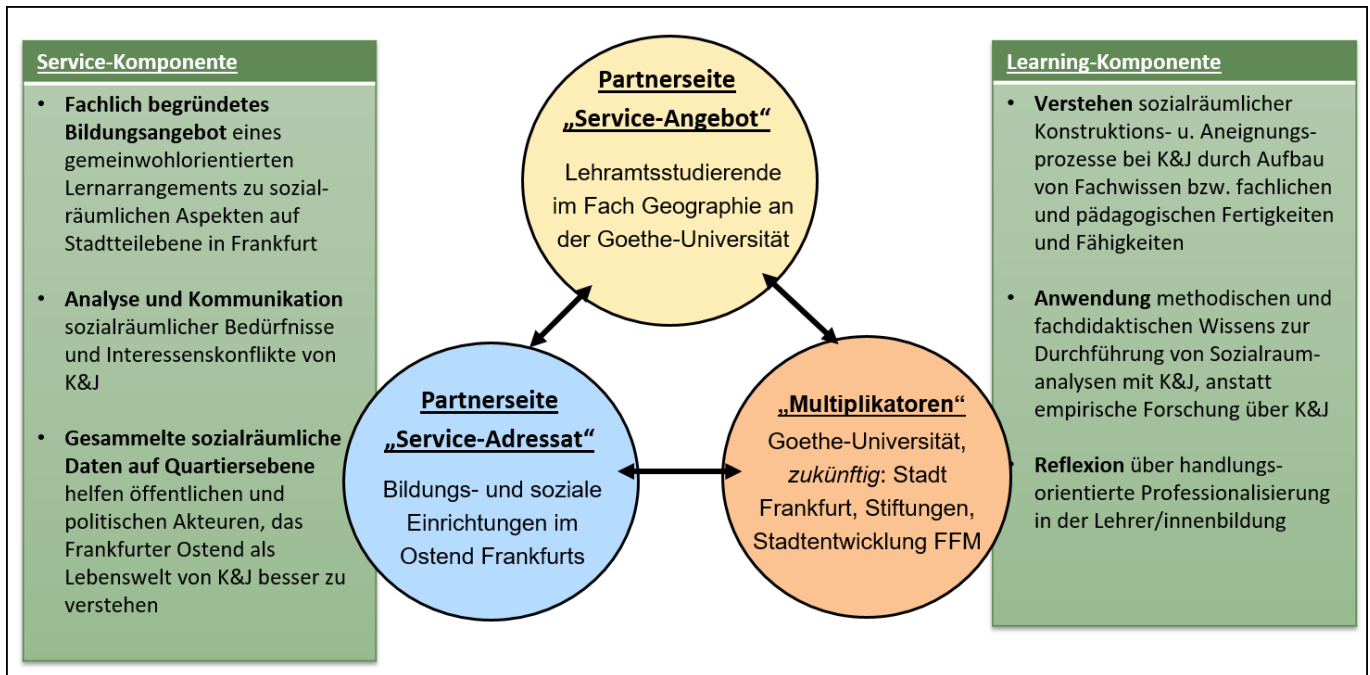 Service-Komponente
• Fachlich begründetes
Bildungsangebot eines
gemeinwohlorientierten
Lernarrangements zu sozial-
räumlichen Aspekten auf
Stadtteilebene in Frankfurt
• Analyse und Kommunikation
sozialräumlicher Bedürfnisse
und Interessenskonflikte von
K&J
• Gesammelte sozialräumliche
Daten auf Quartiersebene
helfen öffentlichen und
politischen Akteuren, das
Frankfurter Ostend als
Lebenswelt von K&J besser zu
verstehen
Partnerseite
„Service-Angebot“
Lehramtsstudierende
im Fach Geographie an
der Goethe-Universität
Partnerseite
„Service-Adressat“
Bildungs- und soziale
Einrichtungen im
Ostend Frankfurts
„Multiplikatoren“
Goethe-Universität,
zukünftig: Stadt
Frankfurt, Stiftungen,
Stadtentwicklung FFM
Learning-Komponente
• Verstehen sozialräumlicher
Konstruktions- u. Aneignungs-
prozesse bei K&J durch Aufbau
von Fachwissen bzw. fachlichen
und pädagogischen Fertigkeiten
und Fähigkeiten
• Anwendung methodischen und
fachdidaktischen Wissens zur
Durchführung von Sozialraum-
analysen mit K&J, anstatt
empirische Forschung über K&J
• Reflexion über handlungs-
orientierte Professionalisierung
in der Lehrer/innenbildung